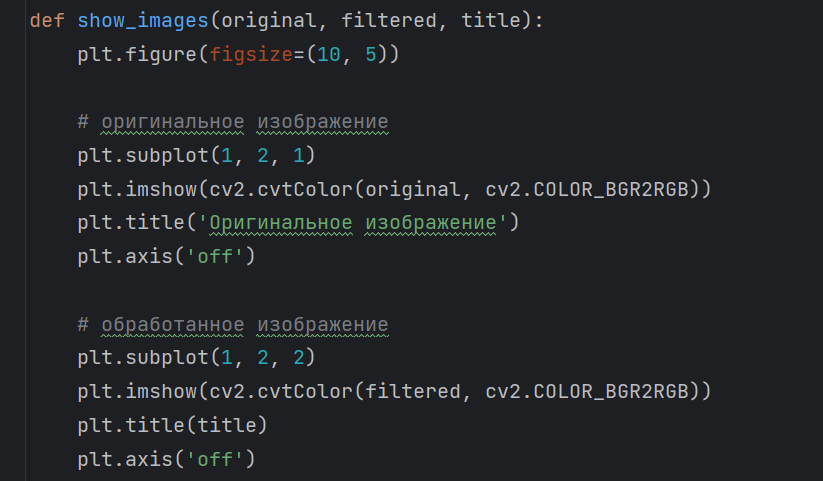 def show_images(original, filtered, title):
plt.figure(figsize=(10, 5))
# оригинальное изображение
plt.subplot(1, 2, 1)
plt.imshow(cv2.cvtColor(original, cv2.COLOR_BGR2RGB))
plt.title('Оригинальное изображение')
plt.axis('off')
# обработанное изображение
plt.subplot(1, 2, 2)
plt.imshow(cv2.cvtColor(filtered, cv2.COLOR_BGR2RGB))
plt.title(title)
plt.axis('off')